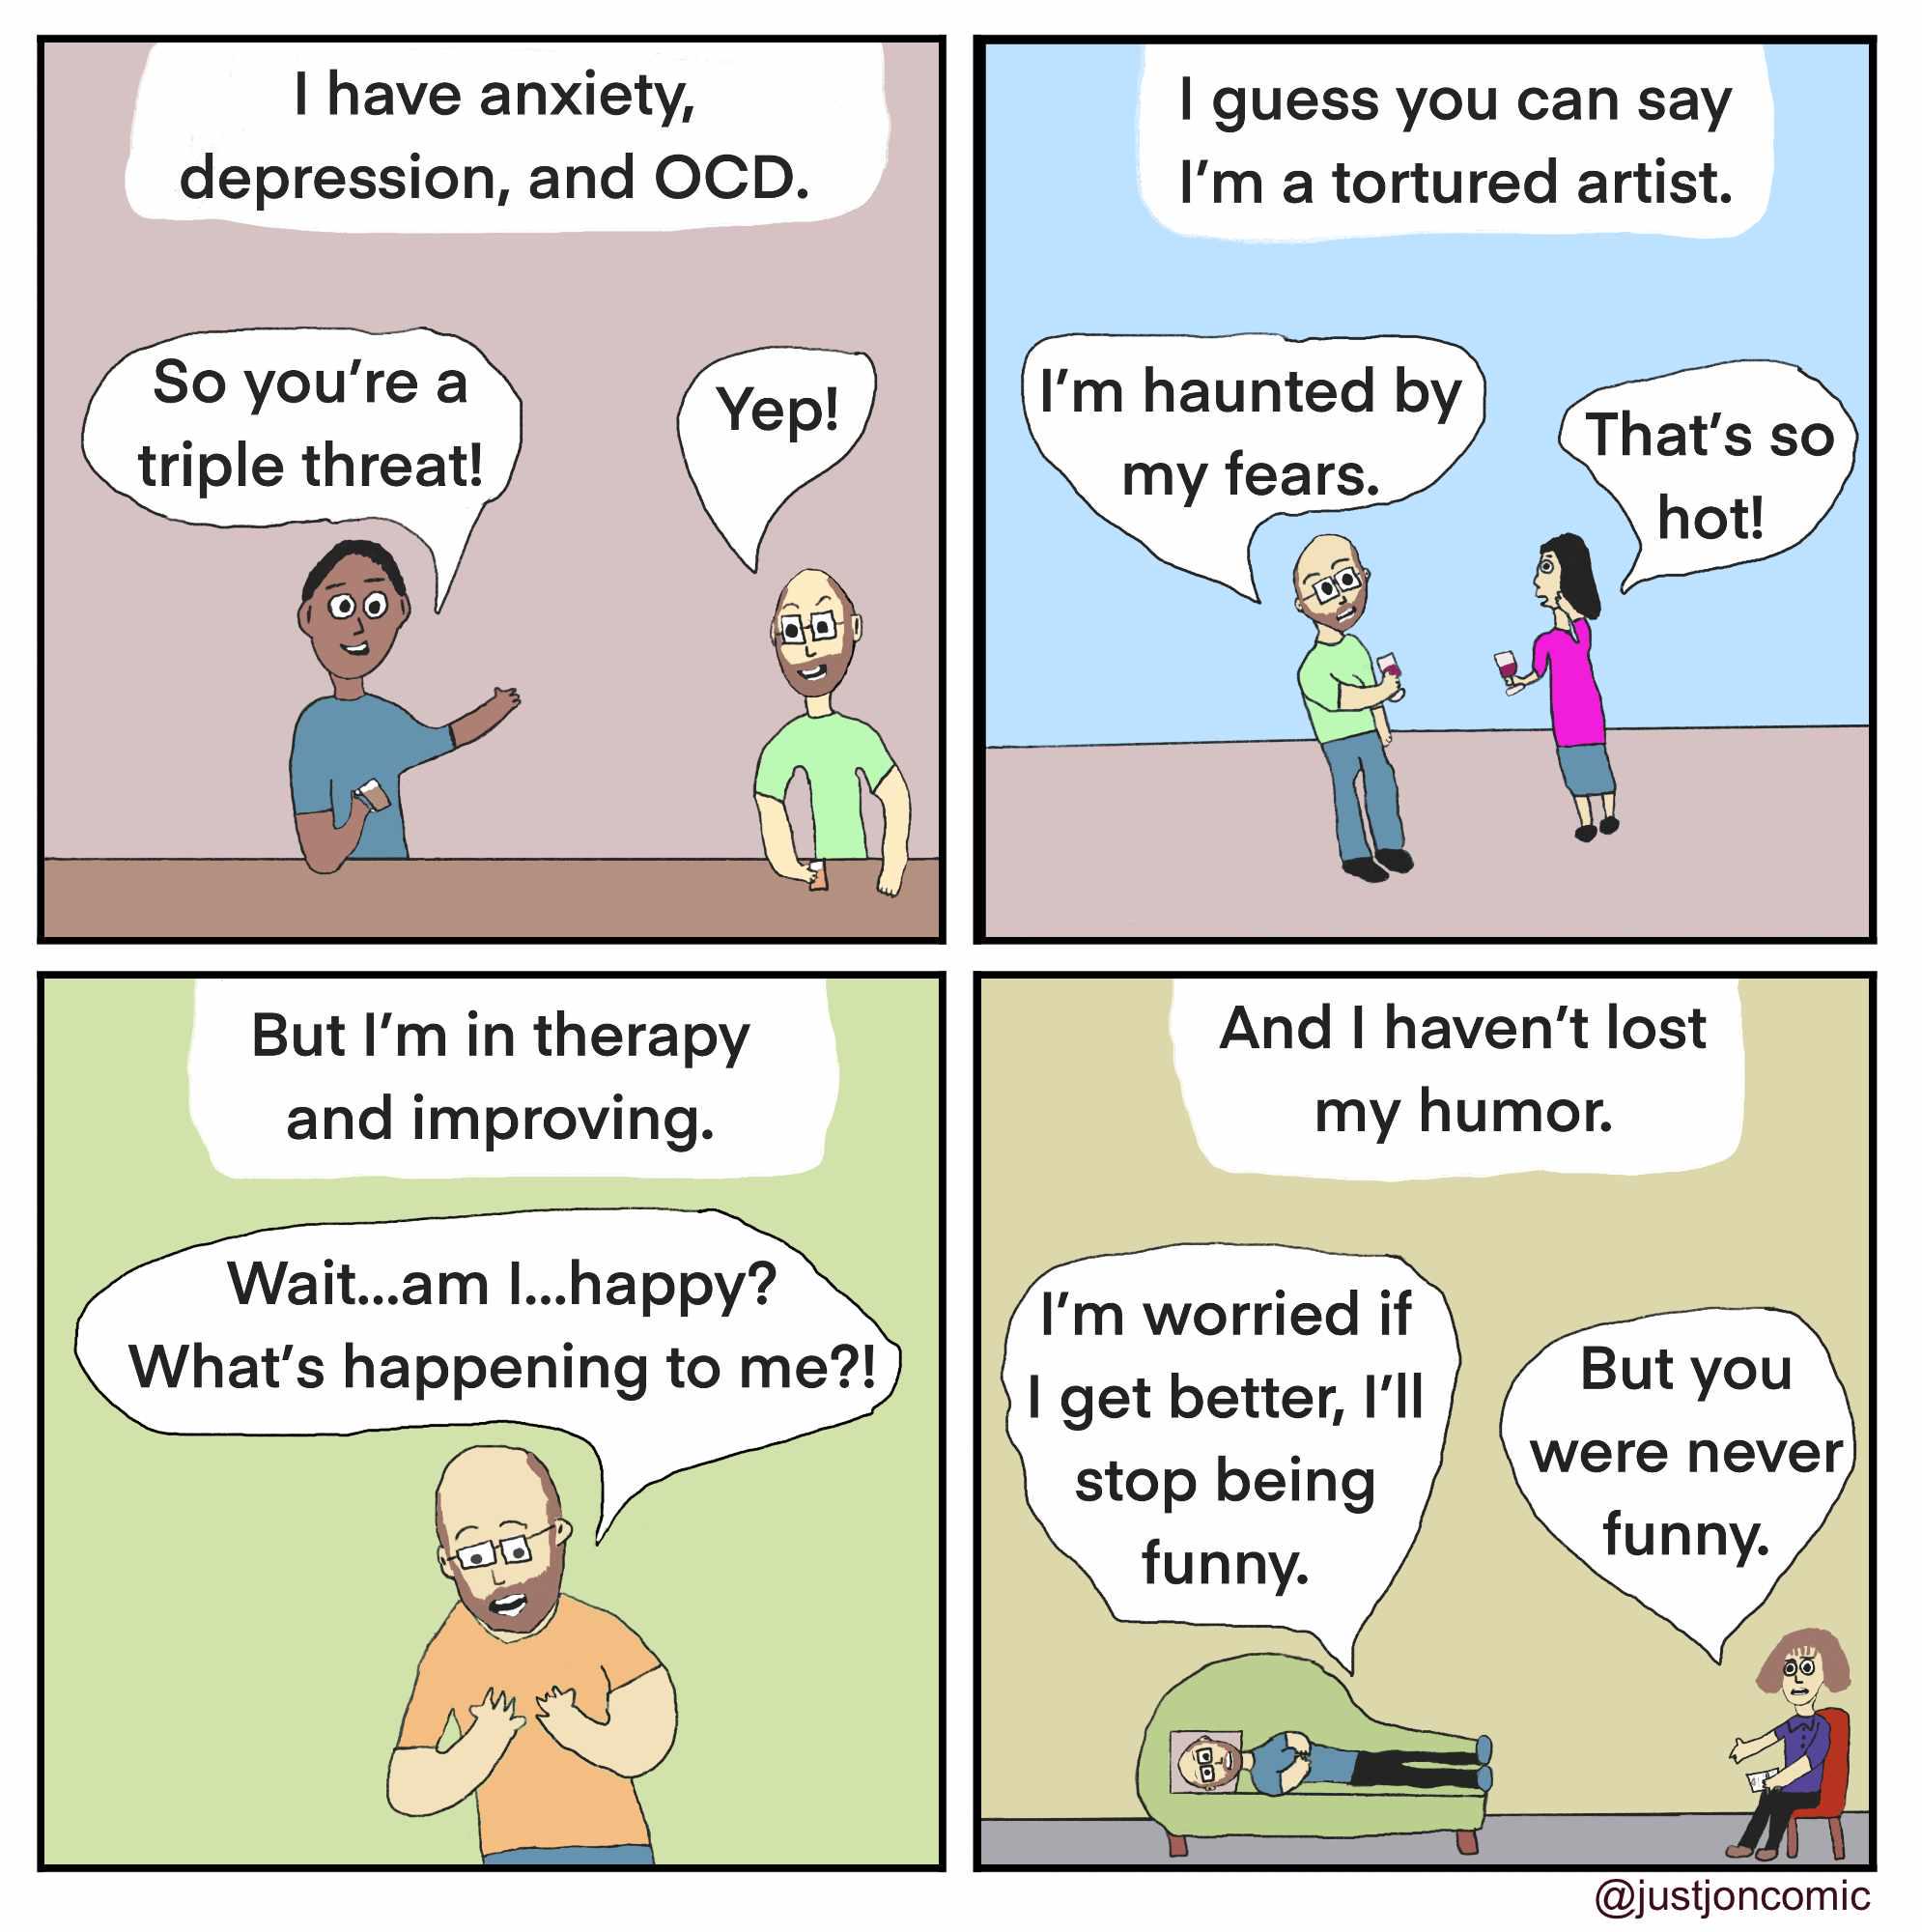 I have anxiety,
depression, and OCD.
So you’re a
triple threat!
Yep!
I guess you can say
I’m a tortured artist.
I’m haunted by
my fears.
That’s so
hot!
But I’m in therapy
and improving.
Wait...am I...happy?
What’s happening to me?!
And I haven’t lost
my humor.
I’m worried if
I get better, I’ll
stop being
funny.
But you
were never
funny.
@justjoncomic